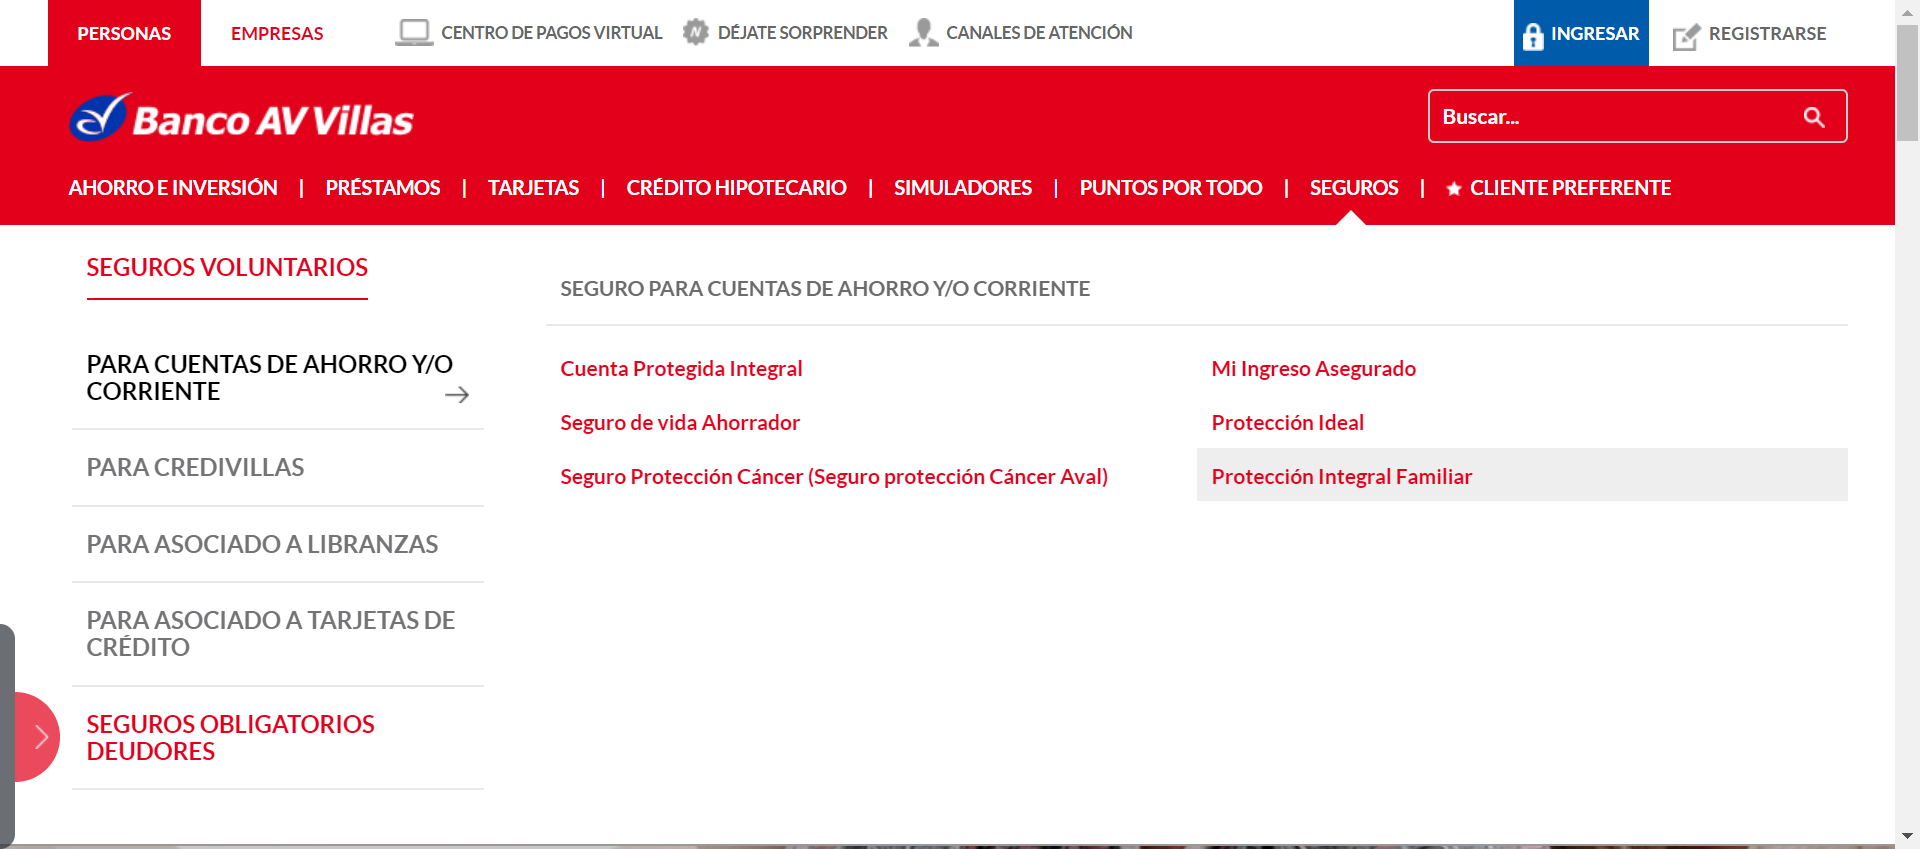 PERSONAS
EMPRESAS
CENTRO DE PAGOS VIRTUAL
DÉJATE SORPRENDER
CANALES DE ATENCIÓN
INGRESAR
REGISTRARSE
Banco AV Villas
Buscar...
AHORRO E INVERSIÓN | PRÉSTAMOS | TARJETAS | CRÉDITO HIPOTECARIO | SIMULADORES | PUNTOS POR TODO | SEGUROS | CLIENTE PREFERENTE
SEGUROS VOLUNTARIOS
PARA CUENTAS DE AHORRO Y/O
CORRIENTE
PARA CREDIVILLAS
PARA ASOCIADO A LIBRANZAS
PARA ASOCIADO A TARJETAS DE
CRÉDITO
SEGUROS OBLIGATORIOS
DEUDORES
SEGURO PARA CUENTAS DE AHORRO Y/O CORRIENTE
Cuenta Protegida Integral
Mi Ingreso Asegurado
Seguro de vida Ahorrador
Protección Ideal
Seguro Protección Cáncer (Seguro protección Cáncer Aval)
Protección Integral Familiar